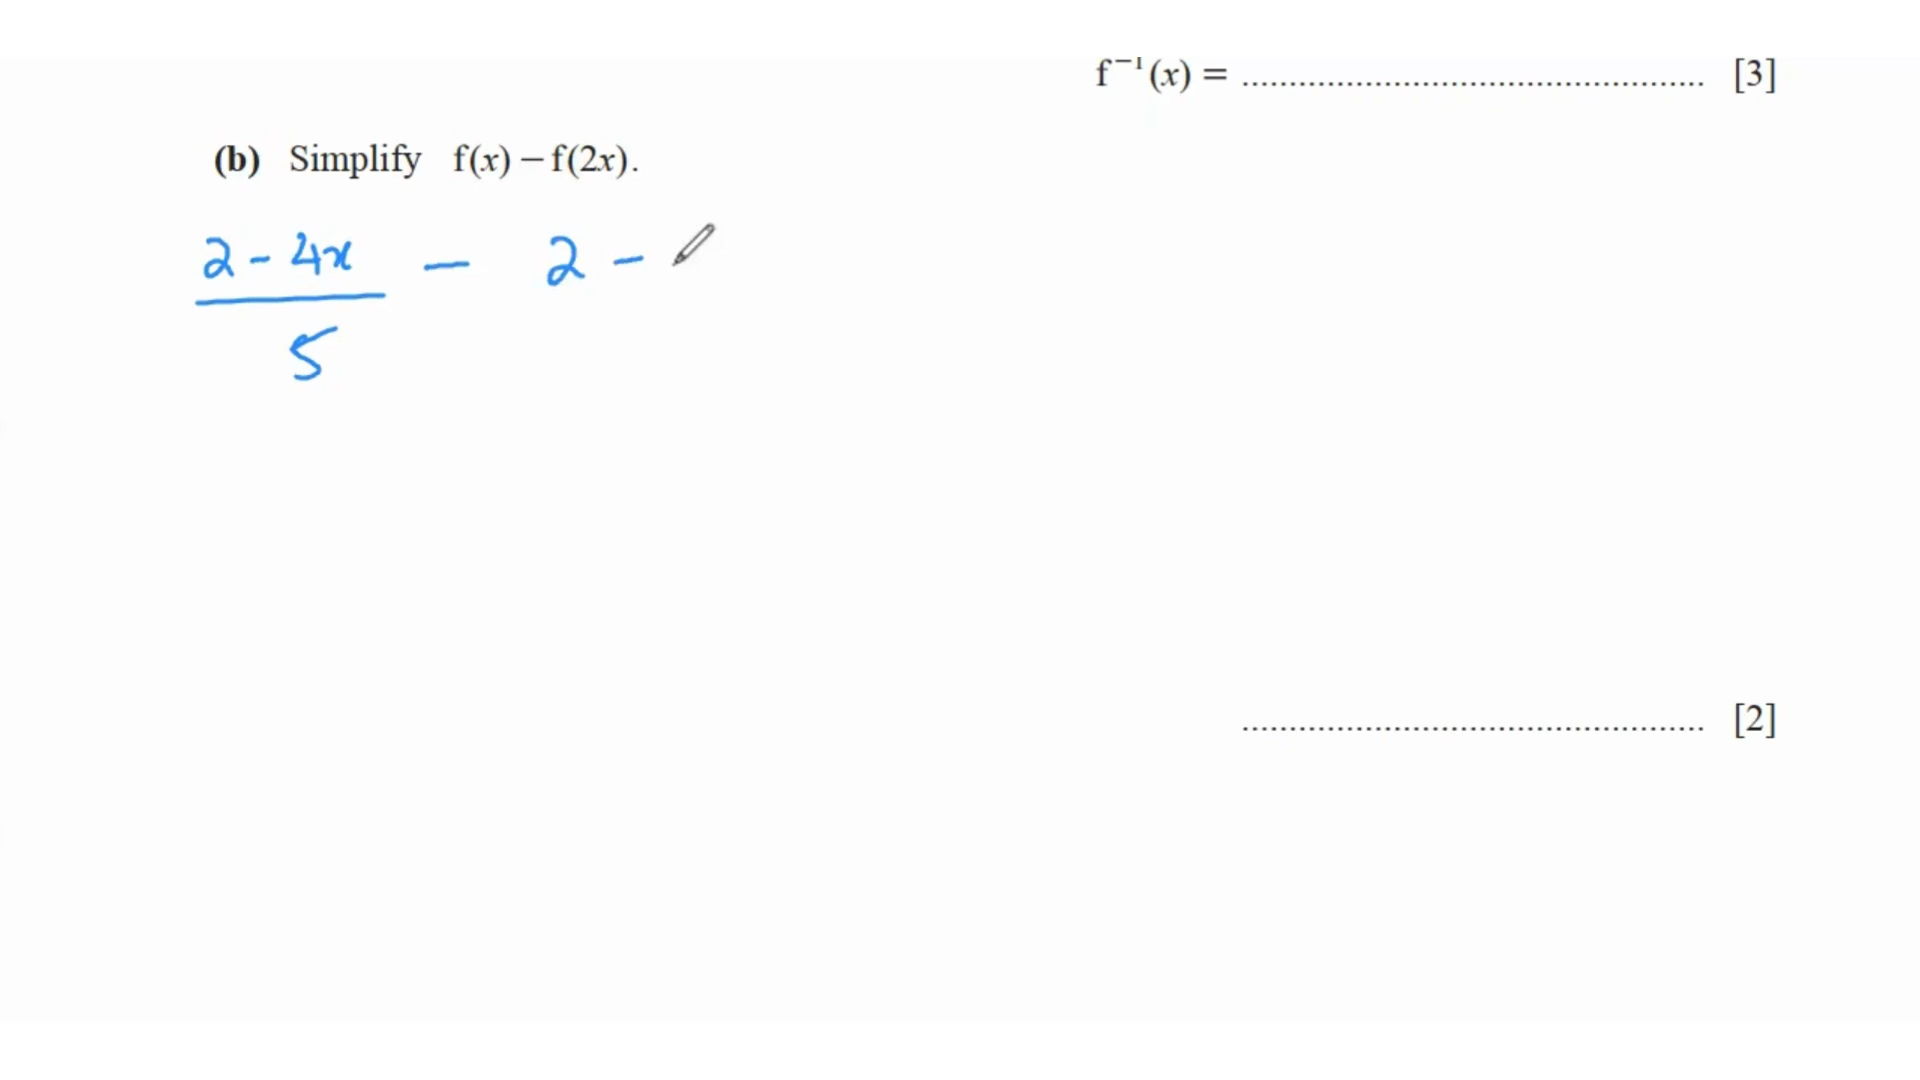 f⁻¹(x) = ................................................ [3]
(b) Simplify f(x) – f(2x).
2 - 4x - 2 -
5
................................................ [2]